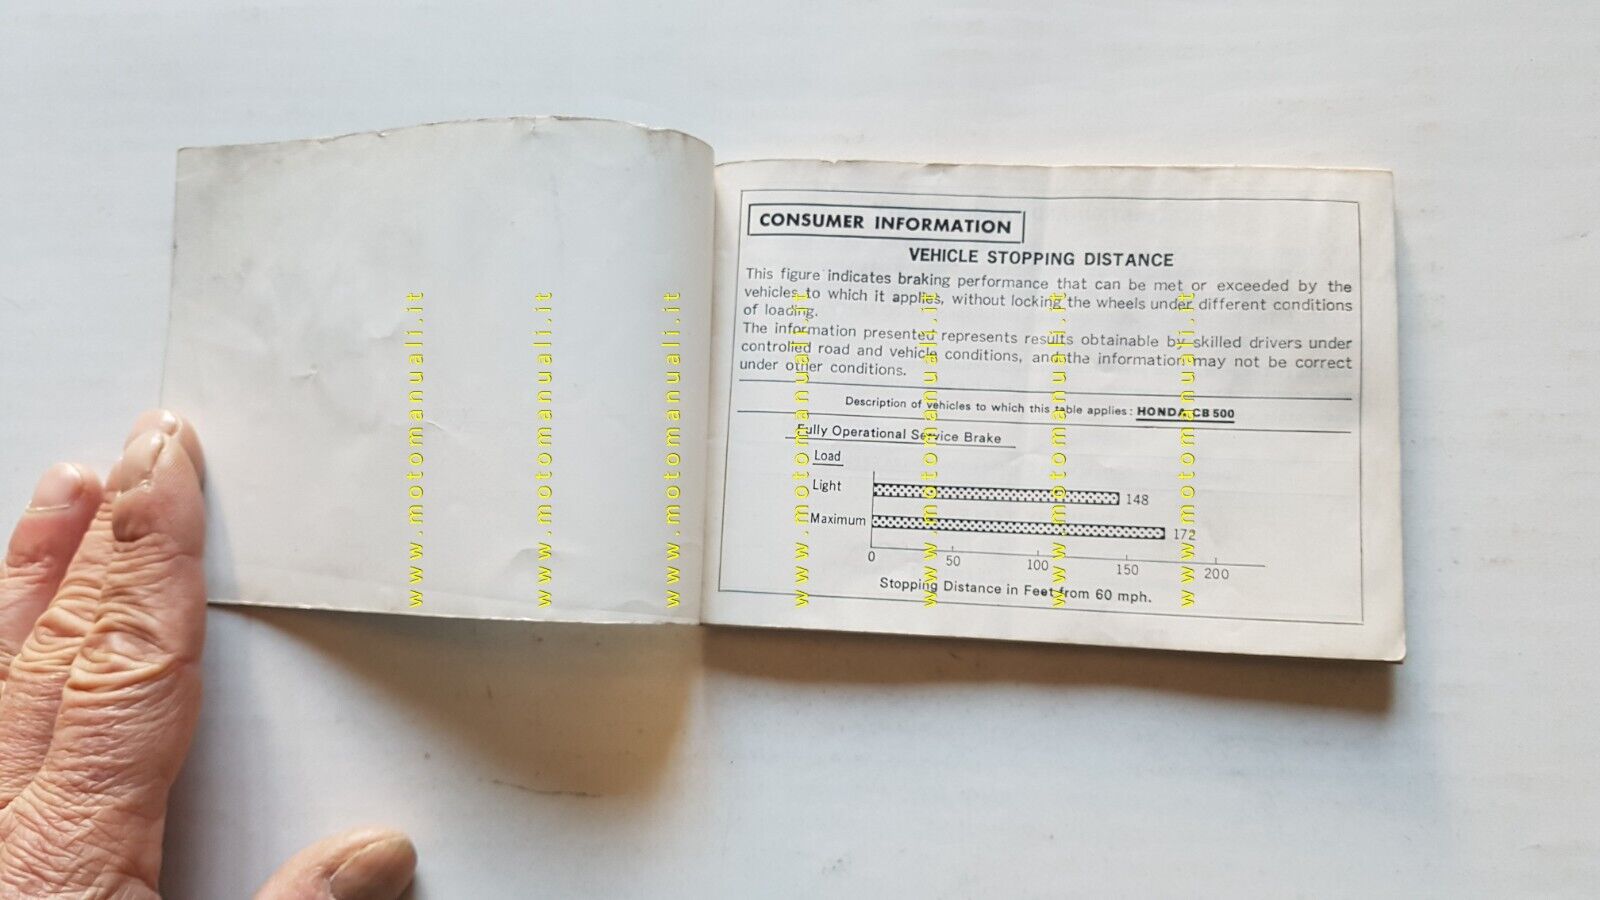 CONSUMER INFORMATION
VEHICLE STOPPING DISTANCE
This figure indicates braking performance that can be met or exceeded by the
vehicles to which it applies, without locking the wheels under different conditions
of loading.
The information presented represents results obtainable by skilled drivers under
controlled road and vehicle conditions, and the information may not be correct
under other conditions.
Description of vehicles to which this table applies: HONDA CB 500
Fully Operational Service Brake
Load
Light 148
Maximum 172
0 50 100 150 200
Stopping Distance in Feet from 60 mph.
www.motomanuali.it
www.motomanuali.it
www.motomanuali.it
www.motomanuali.it
www.motomanuali.it
www.motomanuali.it
www.motomanuali.it